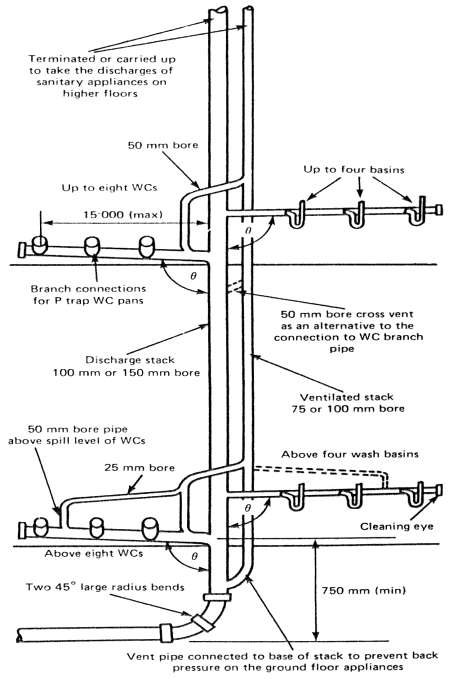 Terminated or carried up
to take the discharges of
sanitary appliances on
higher floors
50 mm bore
Up to four basins
Up to eight WCs
15·000 (max)
θ
θ
Branch connections
for P trap WC pans
50 mm bore cross vent
as an alternative to the
connection to WC branch
pipe
Discharge stack
100 mm or 150 mm bore
Ventilated stack
75 or 100 mm bore
50 mm bore pipe
above spill level of WCs
Above four wash basins
25 mm bore
θ
Cleaning eye
Above eight WCs
θ
Two 45° large radius bends
750 mm (min)
Vent pipe connected to base of stack to prevent back
pressure on the ground floor appliances